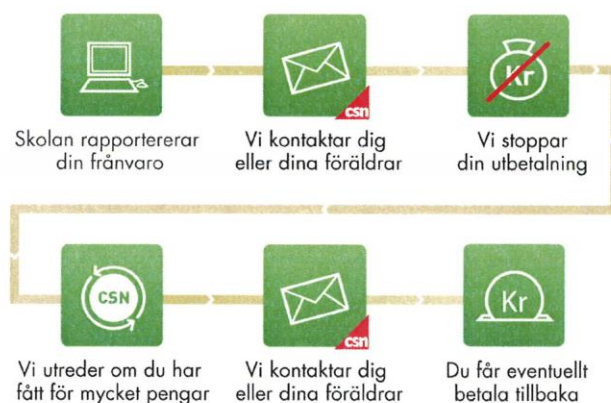 Kr
Skolan rapportererar
din frånvaro
csn
Vi kontaktar dig
eller dina föräldrar
Vi stoppar
din utbetalning
CSN
Vi utreder om du har
fått för mycket pengar
csn
Vi kontaktar dig
eller dina föräldrar
Kr
Du får eventuellt
betala tillbaka